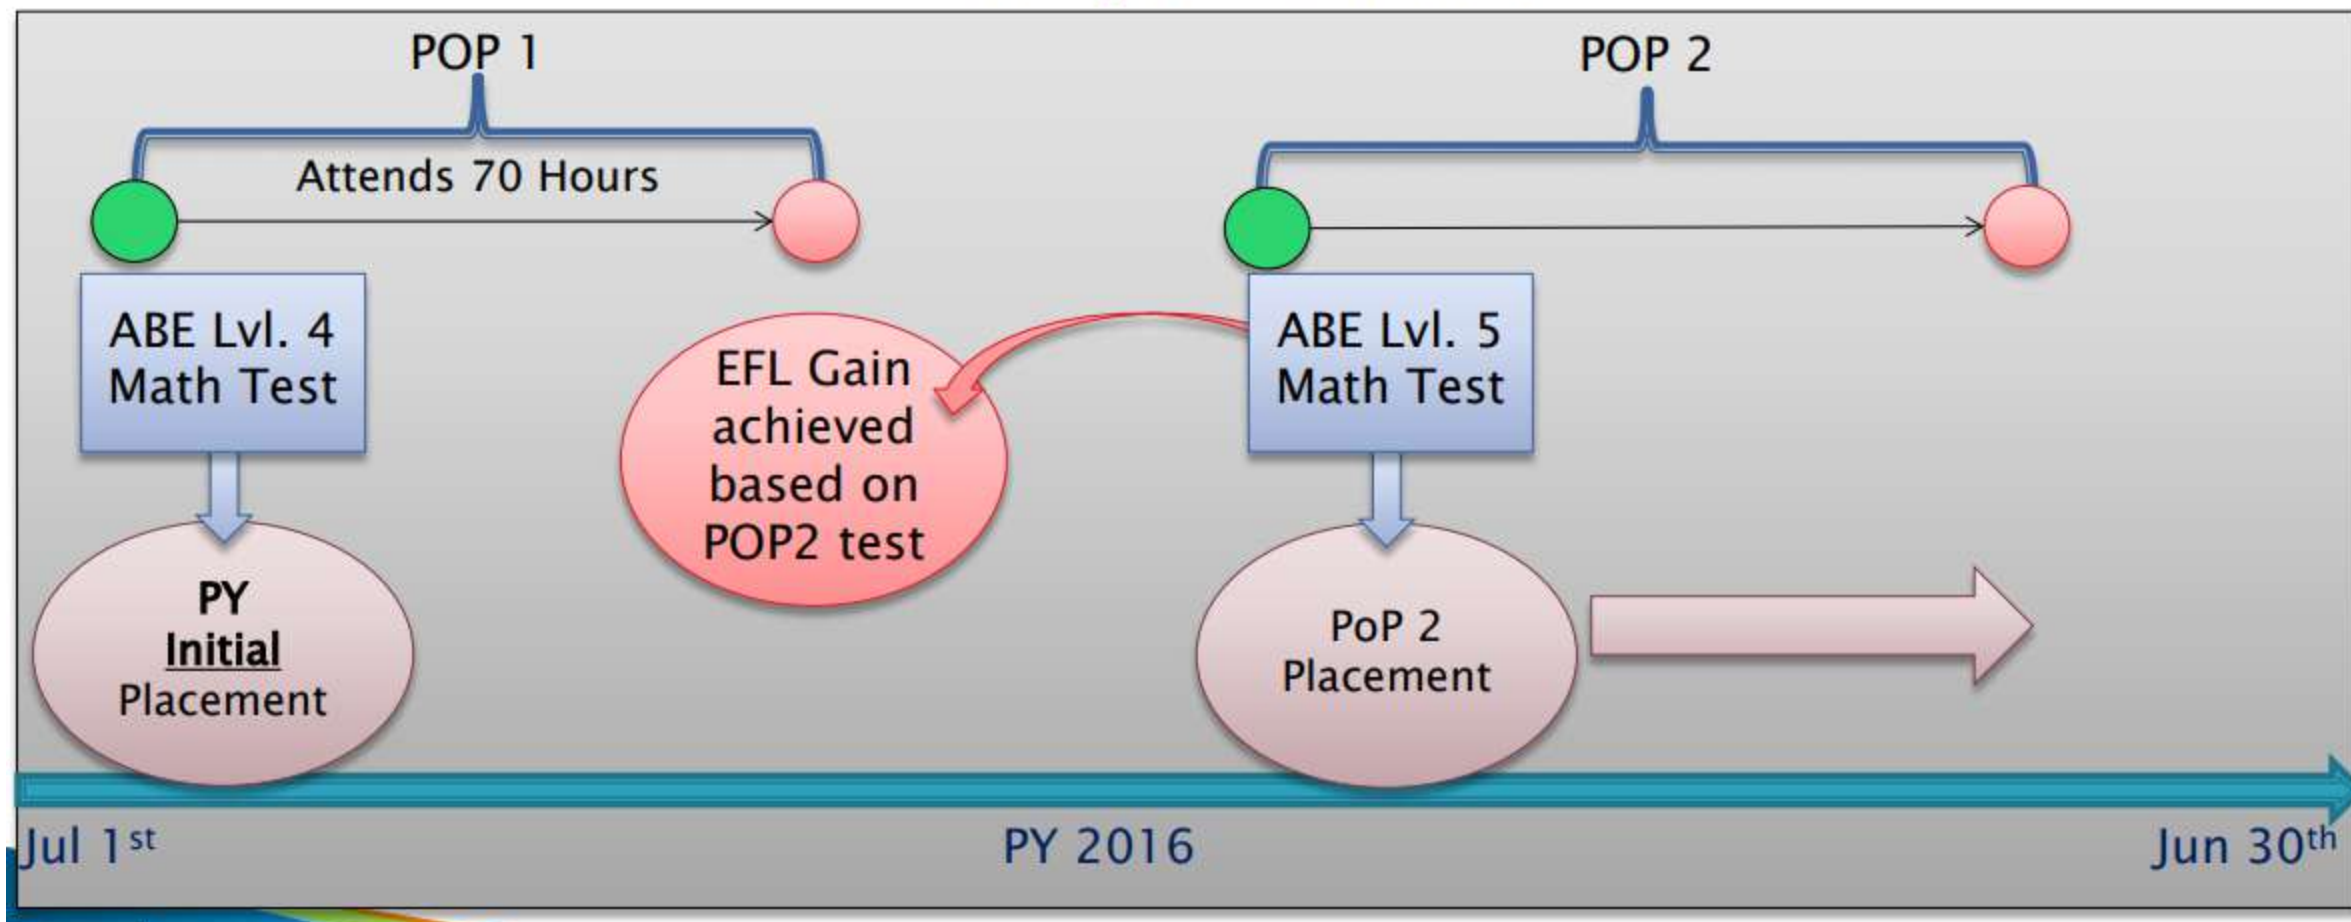 POP 1
POP 2
Attends 70 Hours
ABE Lvl. 4
Math Test
EFL Gain
achieved
based on
POP2 test
ABE Lvl. 5
Math Test
PY
Initial
Placement
PoP 2
Placement
Jul 1st
PY 2016
Jun 30th